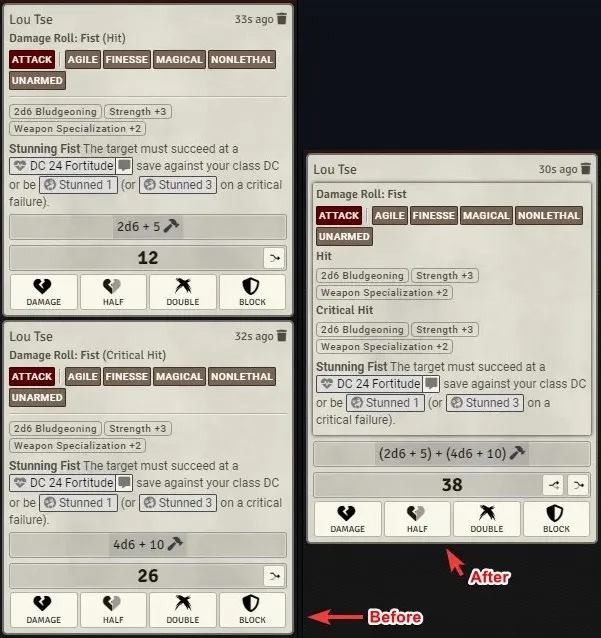 Lou Tse 33s ago
Damage Roll: Fist (Hit)
ATTACK AGILE FINESSE MAGICAL NONLETHAL
UNARMED
2d6 Bludgeoning Strength +3
Weapon Specialization +2
Stunning Fist The target must succeed at a
DC 24 Fortitude save against your class DC
or be Stunned 1 (or Stunned 3 on a critical
failure).
2d6 + 5
12
DAMAGE HALF DOUBLE BLOCK
Lou Tse 32s ago
Damage Roll: Fist (Critical Hit)
ATTACK AGILE FINESSE MAGICAL NONLETHAL
UNARMED
2d6 Bludgeoning Strength +3
Weapon Specialization +2
Stunning Fist The target must succeed at a
DC 24 Fortitude save against your class DC
or be Stunned 1 (or Stunned 3 on a critical
failure).
4d6 + 10
26
DAMAGE HALF DOUBLE BLOCK
Before
Lou Tse 30s ago
Damage Roll: Fist
ATTACK AGILE FINESSE MAGICAL NONLETHAL
UNARMED
Hit
2d6 Bludgeoning Strength +3
Weapon Specialization +2
Critical Hit
2d6 Bludgeoning Strength +3
Weapon Specialization +2
Stunning Fist The target must succeed at a
DC 24 Fortitude save against your class DC
or be Stunned 1 (or Stunned 3 on a
critical failure).
(2d6 + 5) + (4d6 + 10)
38
DAMAGE HALF DOUBLE BLOCK
After